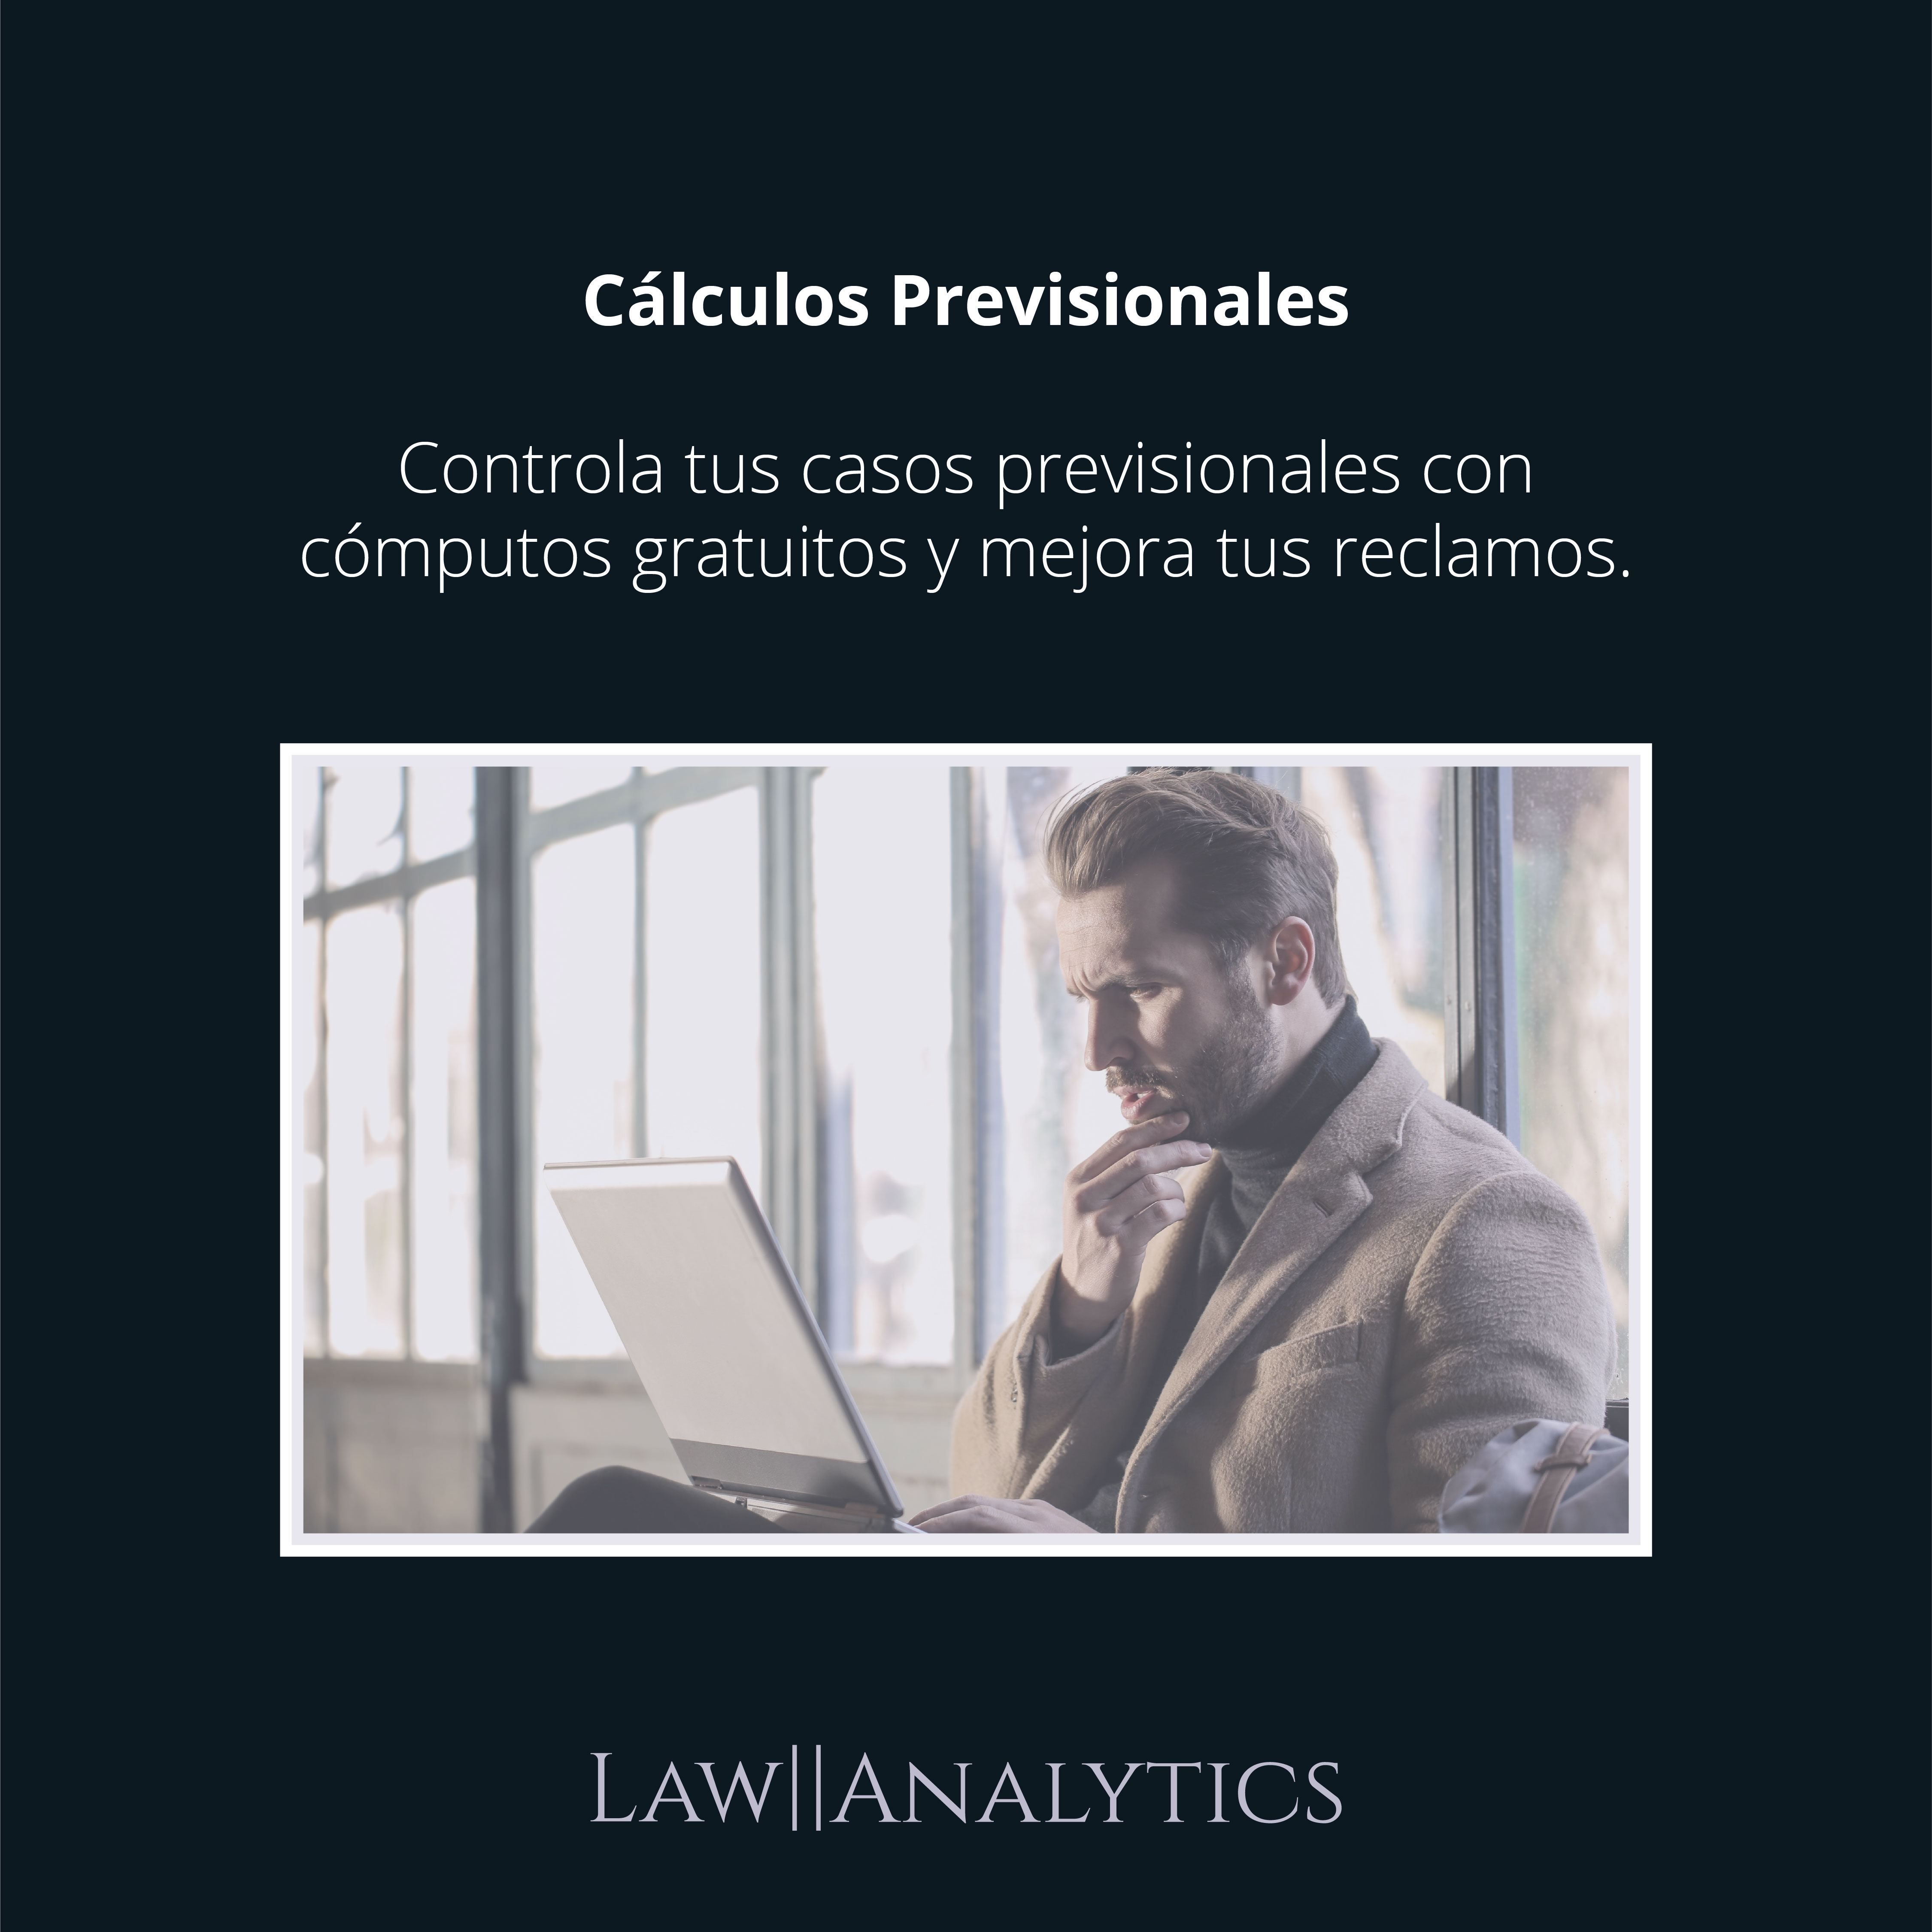 Cálculos Previsionales
Controla tus casos previsionales con
cómputos gratuitos y mejora tus reclamos.
LAW||ANALYTICS